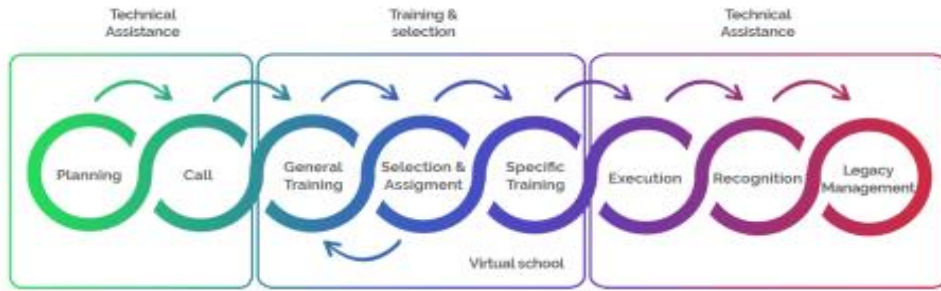 Technical
Assistance
Training &
selection
Technical
Assistance
Planning
Call
General
Training
Selection &
Assigment
Specific
Training
Execution
Recognition
Legacy
Management
Virtual school